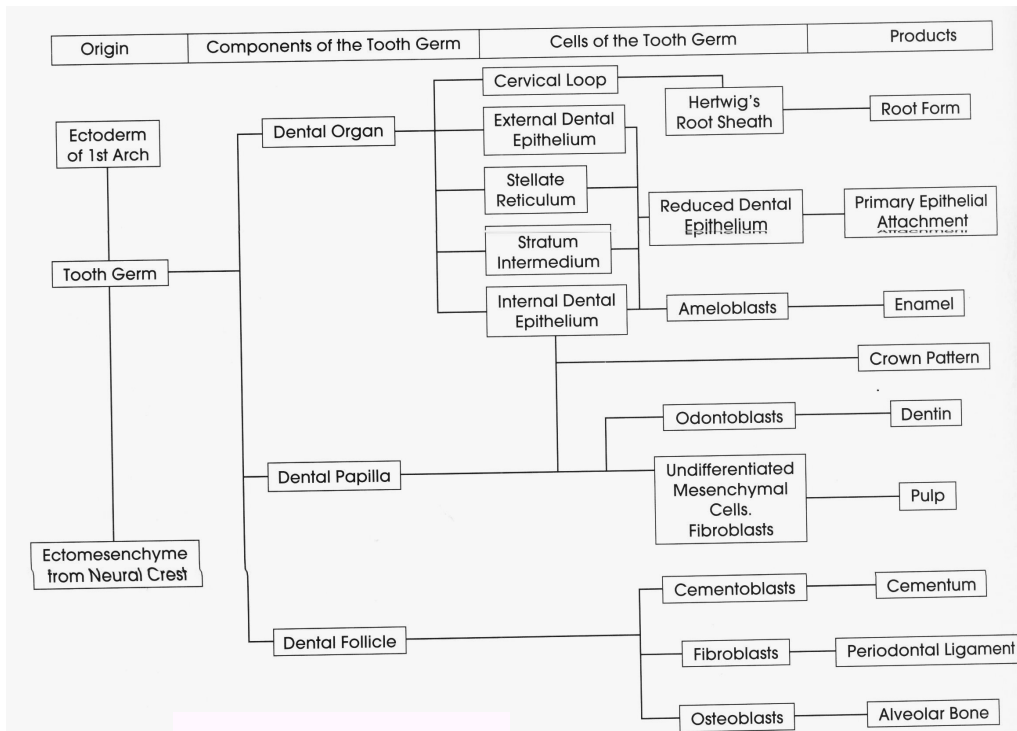 Origin
Components of the Tooth Germ
Cells of the Tooth Germ
Products
Ectoderm
of 1st Arch
Tooth Germ
Ectomesenchyme
from Neural Crest
Dental Organ
Dental Papilla
Dental Follicle
Cervical Loop
External Dental
Epithelium
Stellate
Reticulum
Stratum
Intermedium
Internal Dental
Epithelium
Hertwig's
Root Sheath
Root Form
Reduced Dental
Epithelium
Primary Epithelial
Attachment
Ameloblasts
Enamel
Crown Pattern
Odontoblasts
Dentin
Undifferentiated
Mesenchymal
Cells.
Fibroblasts
Pulp
Cementoblasts
Cementum
Fibroblasts
Periodontal Ligament
Osteoblasts
Alveolar Bone